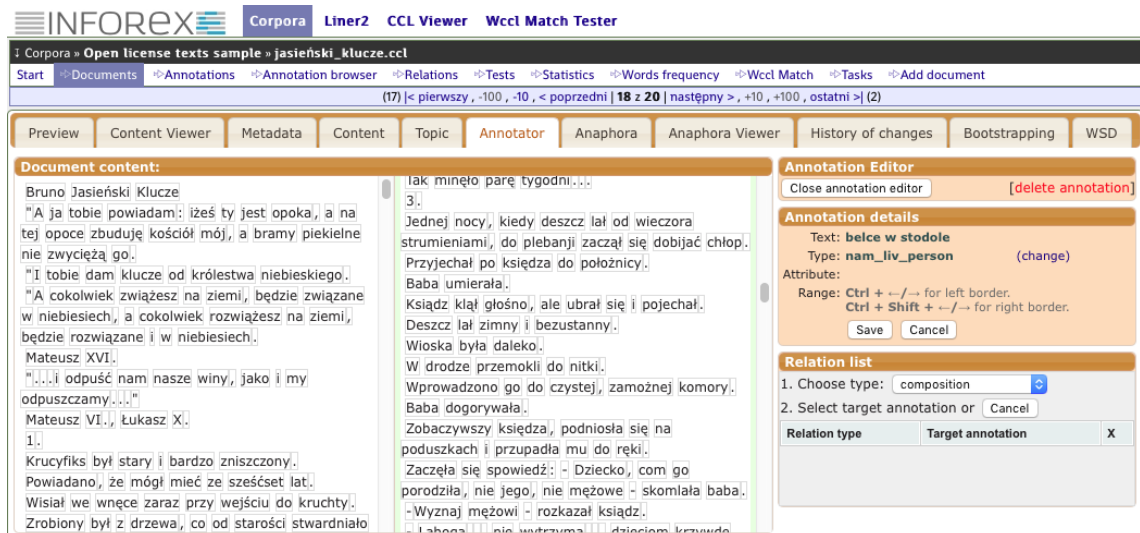 INFOREX Corpora Liner2 CCL Viewer Wccl Match Tester
↕ Corpora » Open license texts sample » jasieński_klucze.ccl
Start Documents Annotations Annotation browser Relations Tests Statistics Words frequency Wccl Match Tasks Add document
(17) |< pierwszy , -100 , -10 , < poprzedni | 18 z 20 | następny > , +10 , +100 , ostatni >| (2)
Preview Content Viewer Metadata Content Topic Annotator Anaphora Anaphora Viewer History of changes Bootstrapping WSD
Document content:
Bruno Jasieński Klucze
"A ja tobie powiadam: iżeś ty jest opoka, a na
tej opoce zbuduję kościół mój, a bramy piekielne
nie zwyciężą go.
"I tobie dam klucze od królestwa niebieskiego.
"A cokolwiek zwiążesz na ziemi, będzie związane
w niebiesiech, a cokolwiek rozwiążesz na ziemi,
będzie rozwiązane i w niebiesiech.
Mateusz XVI.
"...i odpuść nam nasze winy, jako i my
odpuszczamy..."
Mateusz VI., Łukasz X.
1.
Krucyfiks był stary i bardzo zniszczony.
Powiadano, że mógł mieć ze sześćset lat.
Wisiał we wnęce zaraz przy wejściu do kruchty.
Zrobiony był z drzewa, co od starości stwardniało
Tak minęło parę tygodni...
3.
Jednej nocy, kiedy deszcz lał od wieczora
strumieniami, do plebanji zaczął się dobijać chłop.
Przyjechał po księdza do położnicy.
Baba umierała.
Ksiądz klął głośno, ale ubrał się i pojechał.
Deszcz lał zimny i bezustanny.
Wioska była daleko.
W drodze przemokli do nitki.
Wprowadzono go do czystej, zamożnej komory.
Baba dogorywała.
Zobaczywszy księdza, podniosła się na
poduszkach i przypadła mu do ręki.
Zaczęła się spowiedź: - Dziecko, com go
porodziła, nie jego, nie mężowe - skomlała baba.
- Wyznaj mężowi - rozkazał ksiądz.
nie wytrzyma dzieciom krzywdę
Annotation Editor
Close annotation editor [delete annotation]
Annotation details
Text: belce w stodole
Type: nam_liv_person (change)
Attribute:
Range: Ctrl + ←/→ for left border.
Ctrl + Shift + ←/→ for right border.
Save Cancel
Relation list
1. Choose type: composition
2. Select target annotation or Cancel
Relation type Target annotation X